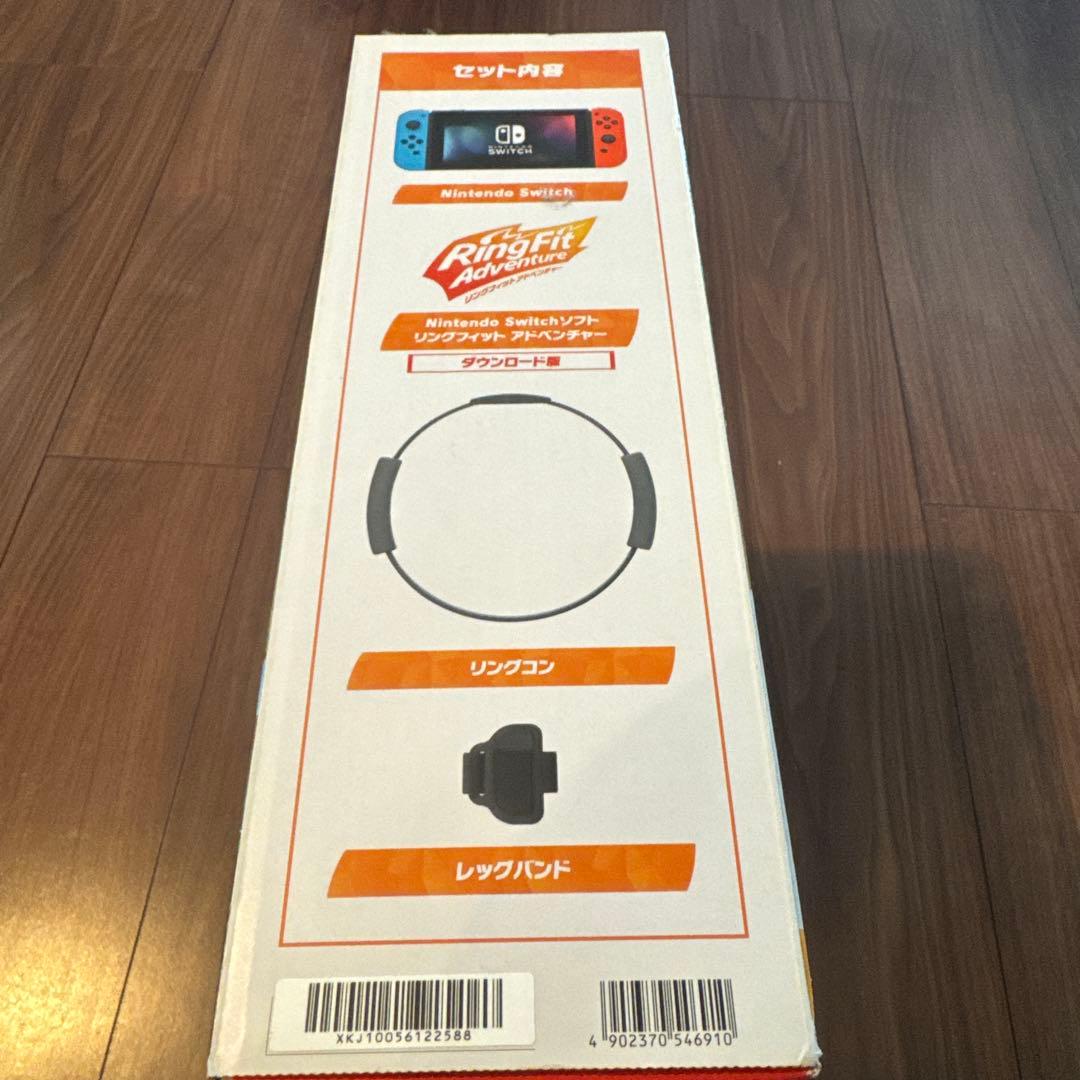 セット内容
NINTENDO
SWITCH
Nintendo Switch
RingFit
Adventure
リングフィットアドベンチャー
Nintendo Switchソフト
リングフィット アドベンチャー
ダウンロード版
リングコン
レッグバンド
XKJ10056122588
4 902370 546910